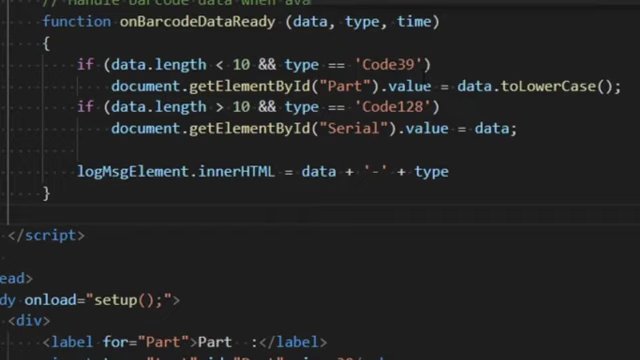 // Handle barcode data when ava
function onBarcodeDataReady (data, type, time)
{
if (data.length < 10 && type == 'Code39')
document.getElementById("Part").value = data.toLowerCase();
if (data.length > 10 && type == 'Code128')
document.getElementById("Serial").value = data;
logMsgElement.innerHTML = data + '-' + type
}
</script>
ead>
dy onload="setup();">
<div>
<label for="Part">Part :</label>